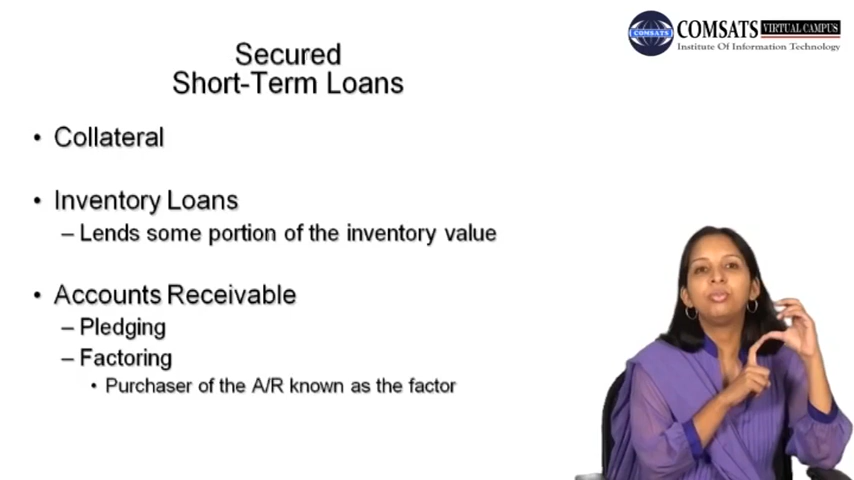 COMSATS VIRTUAL CAMPUS
COMSATS
Institute Of Information Technology
Secured
Short-Term Loans
• Collateral
• Inventory Loans
– Lends some portion of the inventory value
• Accounts Receivable
– Pledging
– Factoring
• Purchaser of the A/R known as the factor